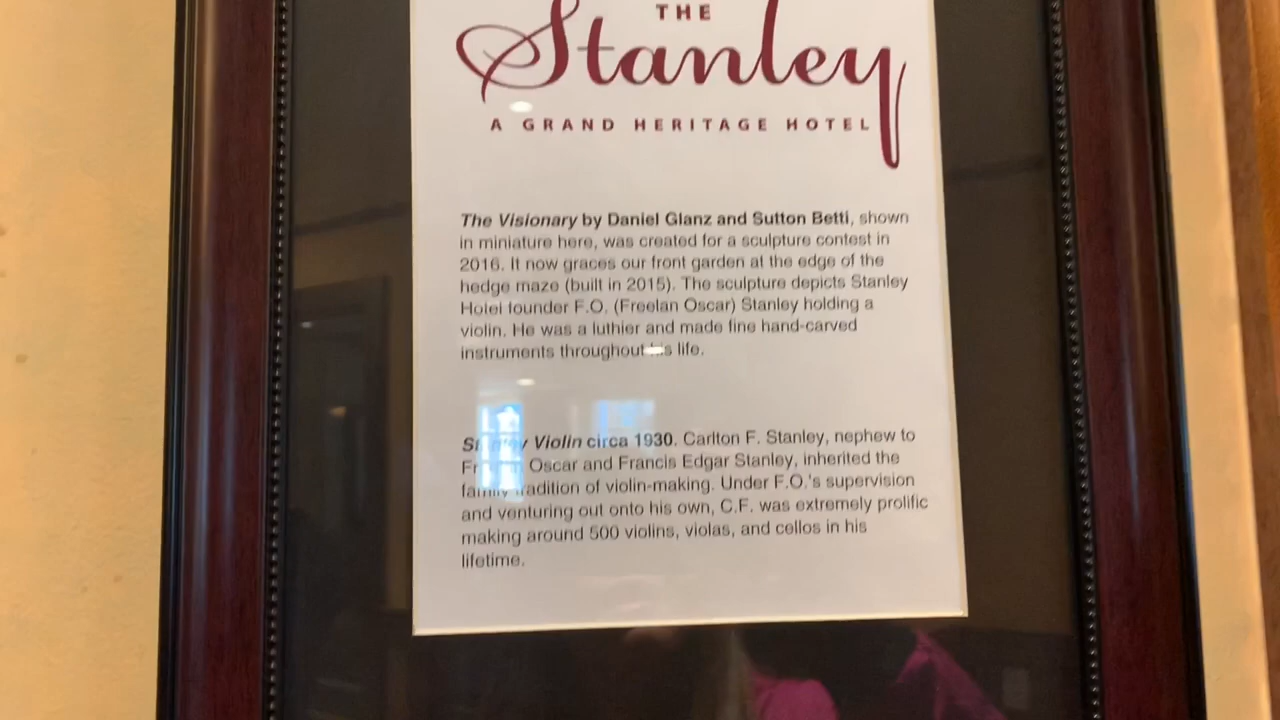 THE
Stanley
A GRAND HERITAGE HOTEL
The Visionary by Daniel Glanz and Sutton Betti, shown
in miniature here, was created for a sculpture contest in
2016. It now graces our front garden at the edge of the
hedge maze (built in 2015). The sculpture depicts Stanley
Hotel founder F.O. (Freelan Oscar) Stanley holding a
violin. He was a luthier and made fine hand-carved
instruments throughout his life.
Stanley Violin circa 1930. Carlton F. Stanley, nephew to
Oscar and Francis Edgar Stanley, inherited the
family tradition of violin-making. Under F.O.'s supervision
and venturing out onto his own, C.F. was extremely prolific
making around 500 violins, violas, and cellos in his
lifetime.